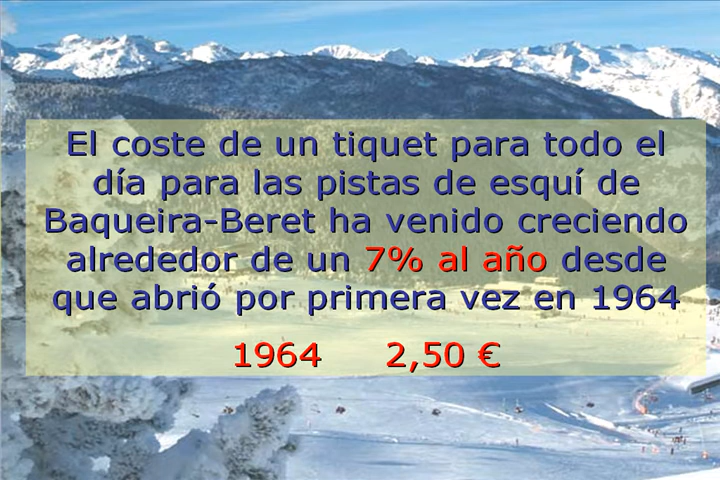 El coste de un tiquet para todo el
día para las pistas de esquí de
Baqueira-Beret ha venido creciendo
alrededor de un 7% al año desde
que abrió por primera vez en 1964
1964 2,50 €